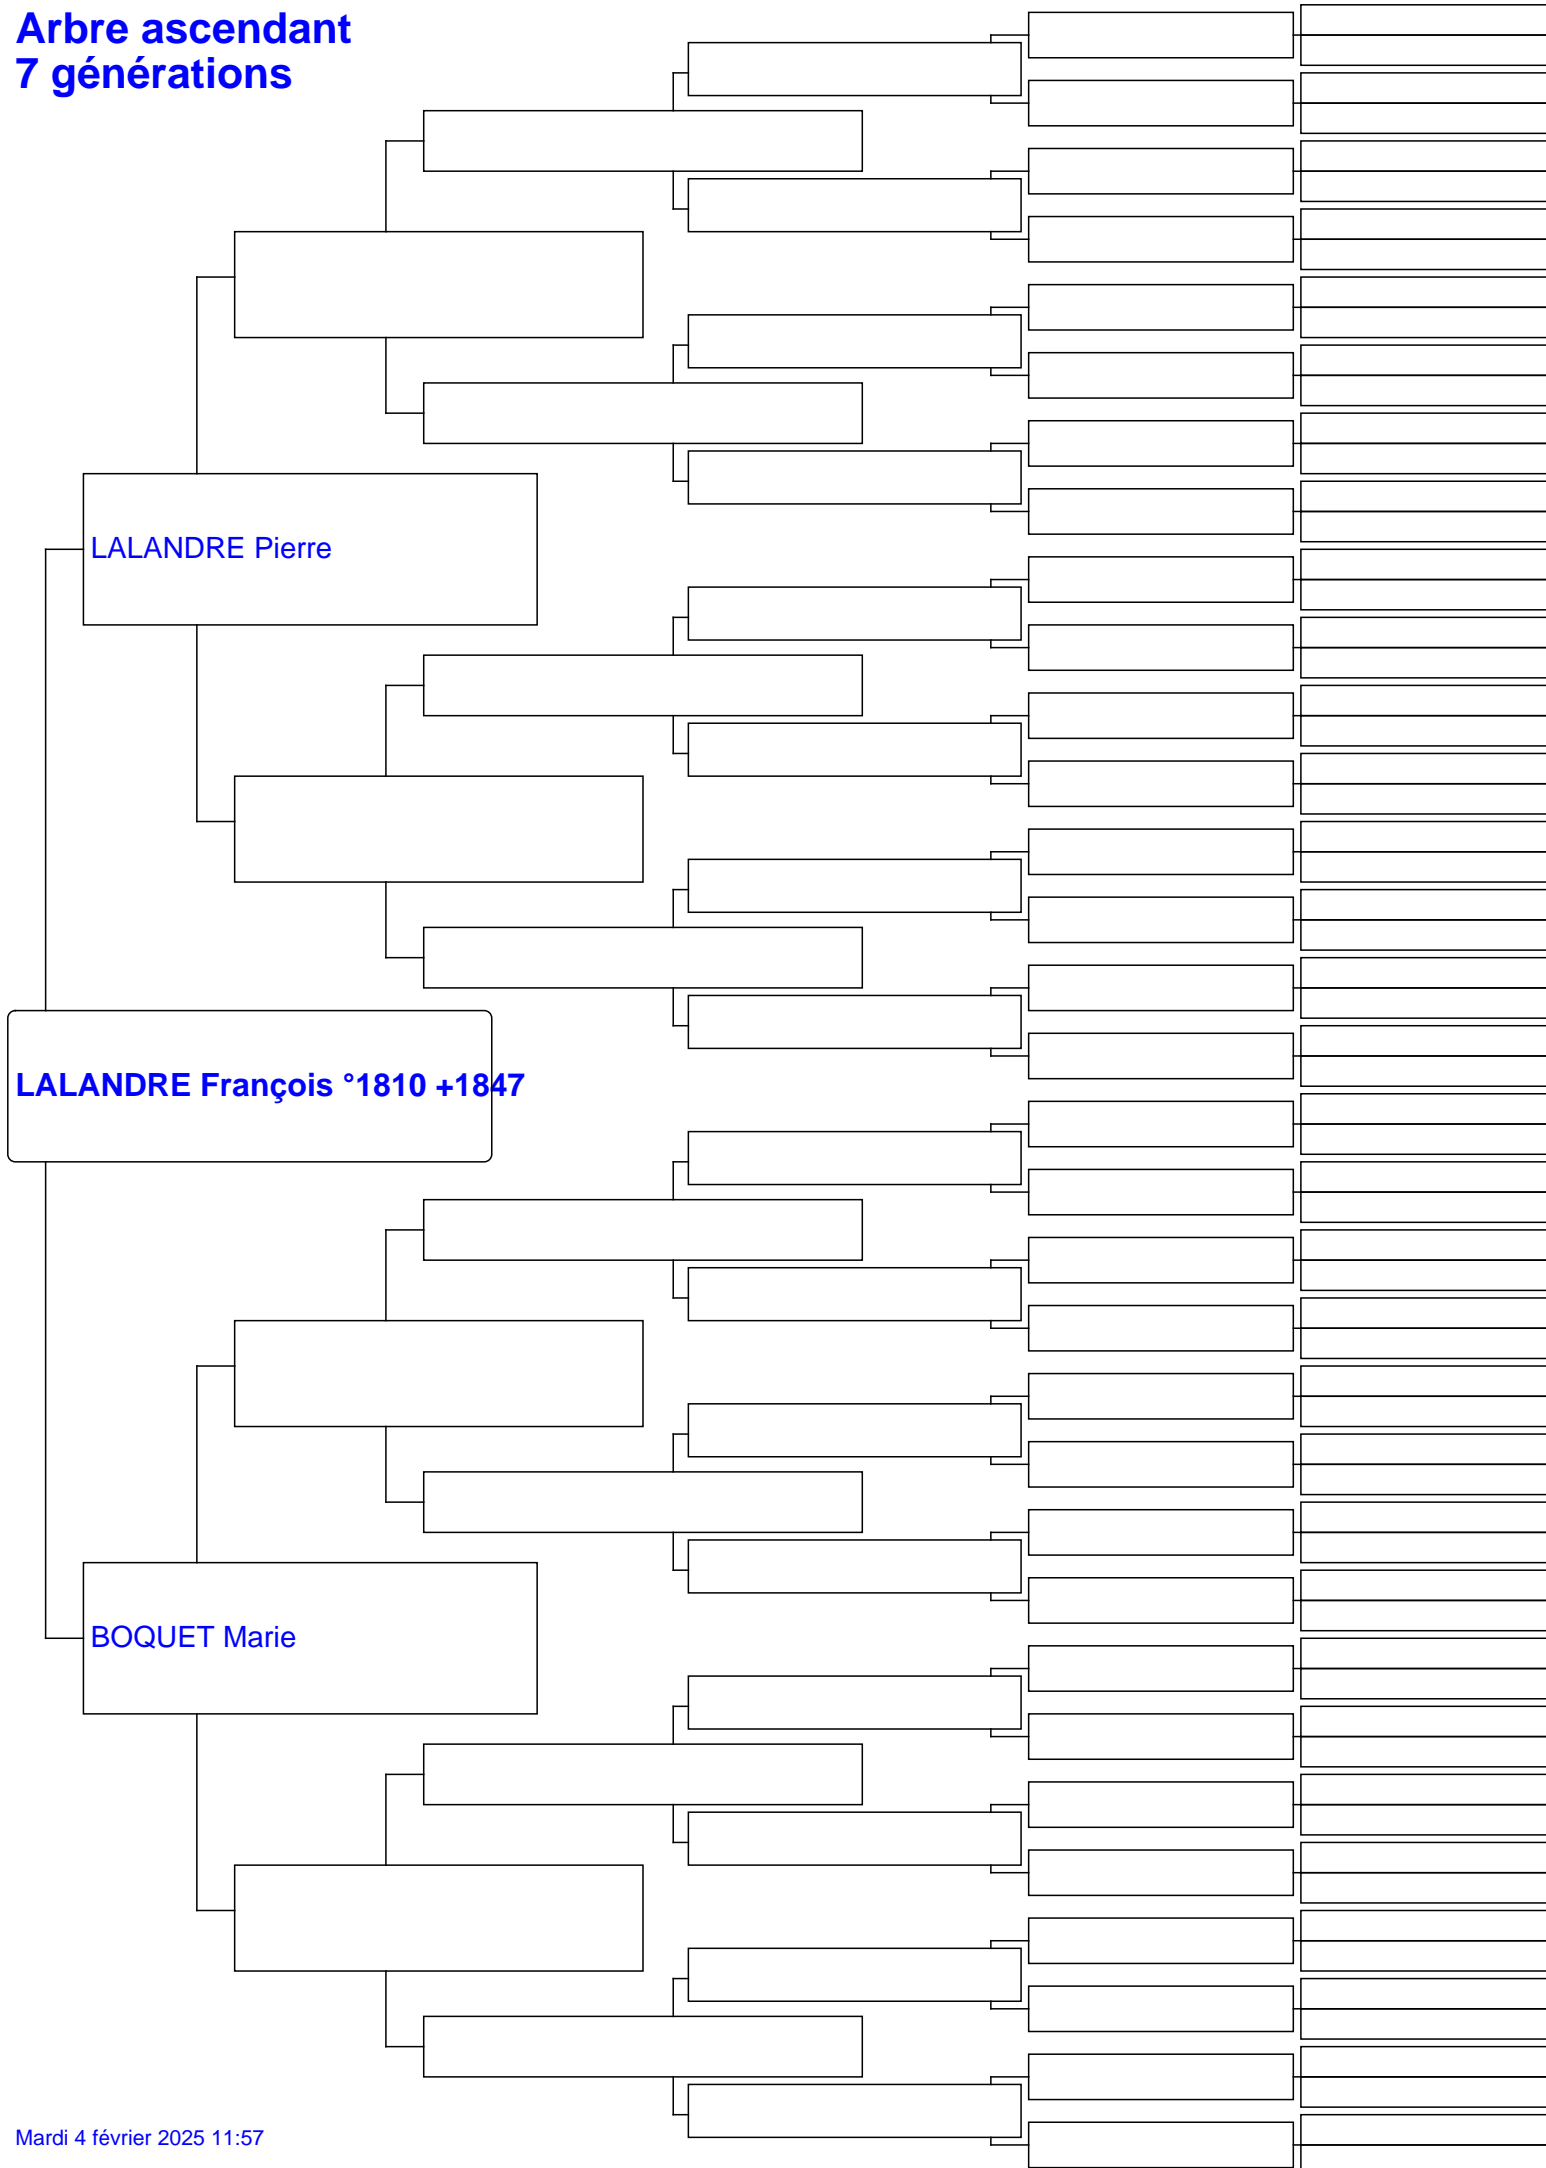 Arbre ascendant
7 générations
LALANDRE Pierre
LALANDRE François °1810 +1847
BOQUET Marie
Mardi 4 février 2025 11:57